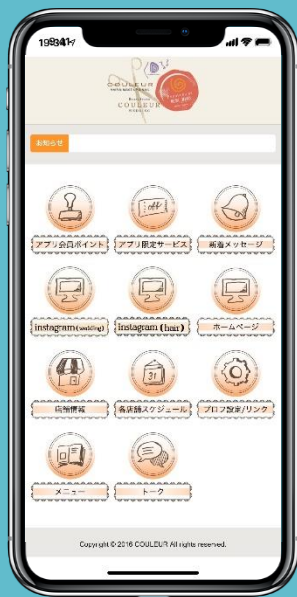 COULEUR
COULEUR
お知らせ
アプリ会員ポイント
アプリ限定サービス
新着メッセージ
instagram (wedding)
instagram (hair)
ホームページ
31
店舗情報
各店舗スケジュール
プロフ設定/リンク
メニュー
トーク
Copyright © 2016 COULEUR All rights reserved.